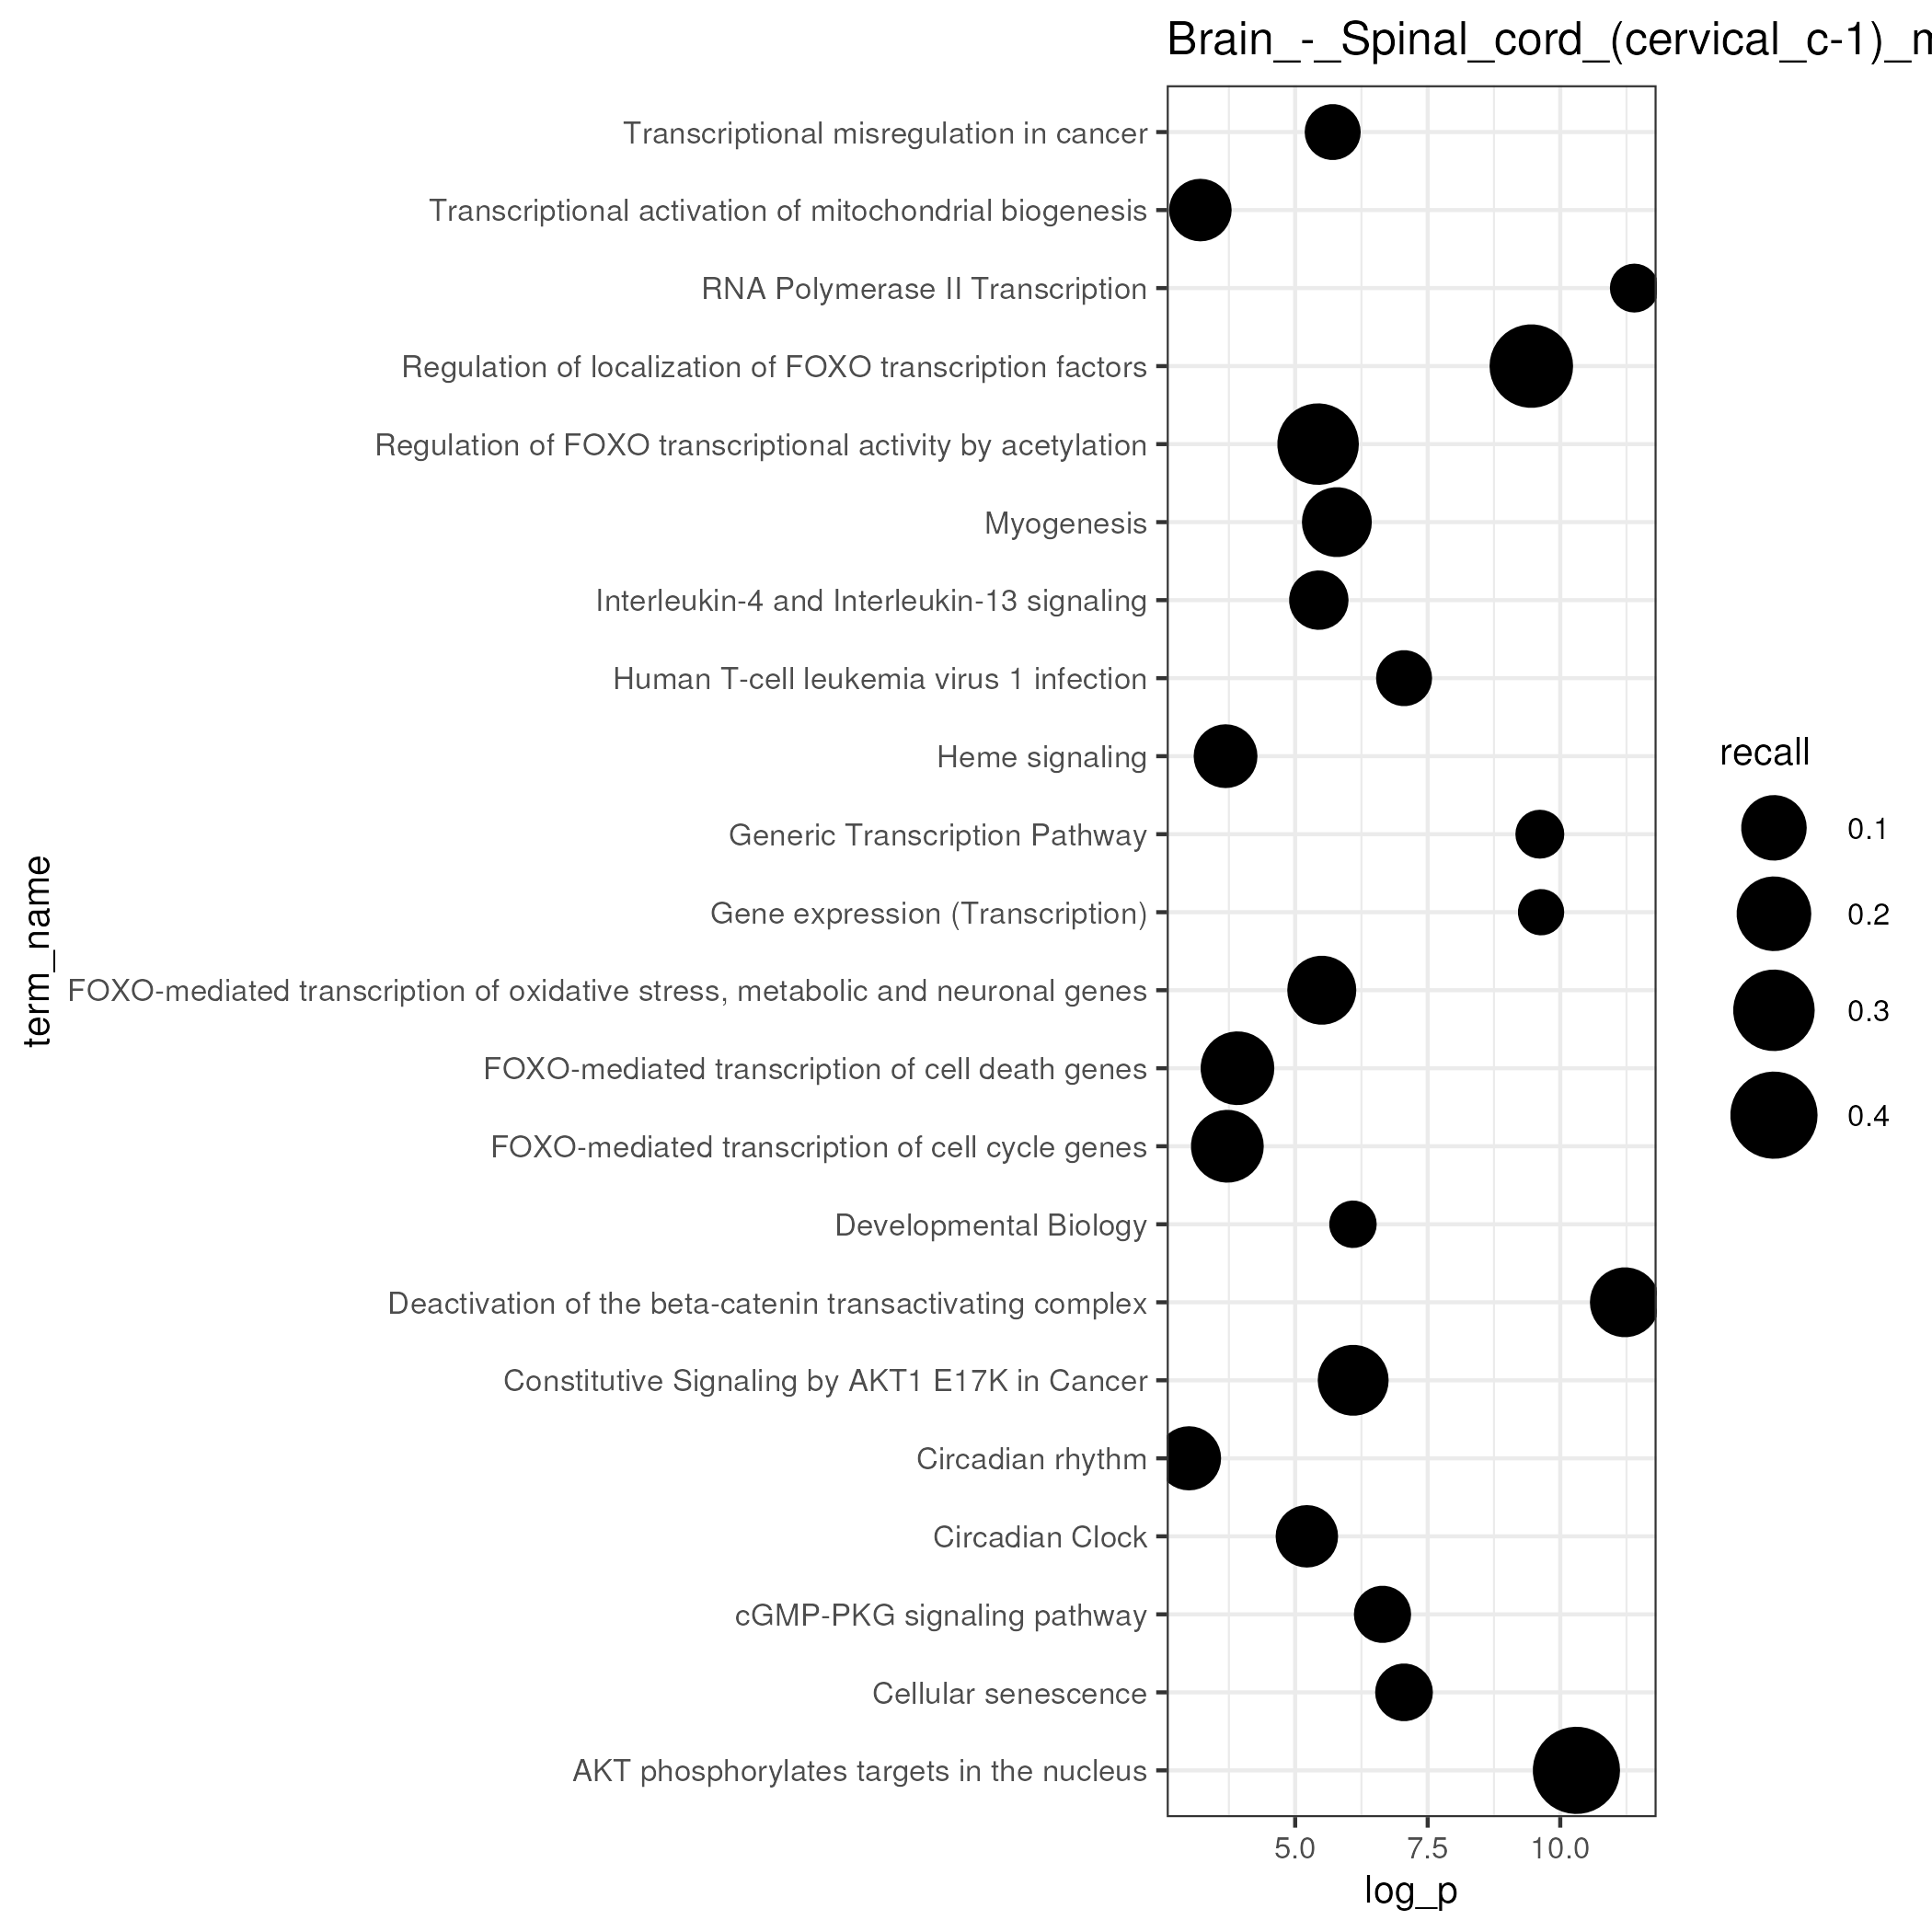 Brain_-_Spinal_cord_(cervical_c-1)_m
Transcriptional misregulation in cancer
Transcriptional activation of mitochondrial biogenesis
RNA Polymerase II Transcription
Regulation of localization of FOXO transcription factors
Regulation of FOXO transcriptional activity by acetylation
Myogenesis
Interleukin-4 and Interleukin-13 signaling
Human T-cell leukemia virus 1 infection
Heme signaling
Generic Transcription Pathway
Gene expression (Transcription)
FOXO-mediated transcription of oxidative stress, metabolic and neuronal genes
FOXO-mediated transcription of cell death genes
FOXO-mediated transcription of cell cycle genes
Developmental Biology
Deactivation of the beta-catenin transactivating complex
Constitutive Signaling by AKT1 E17K in Cancer
Circadian rhythm
Circadian Clock
cGMP-PKG signaling pathway
Cellular senescence
AKT phosphorylates targets in the nucleus
term_name
5.0 7.5 10.0
log_p
recall
0.1
0.2
0.3
0.4